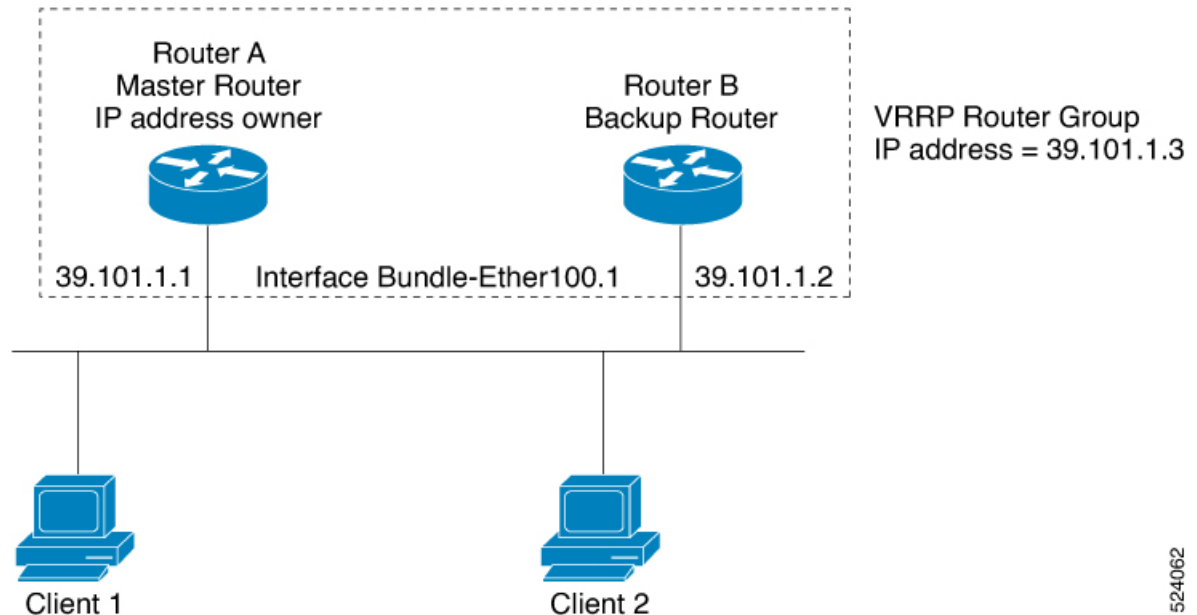 Router A
Master Router
IP address owner
Router B
Backup Router
VRRP Router Group
IP address = 39.101.1.3
39.101.1.1
Interface Bundle-Ether100.1
39.101.1.2
Client 1
Client 2
524062